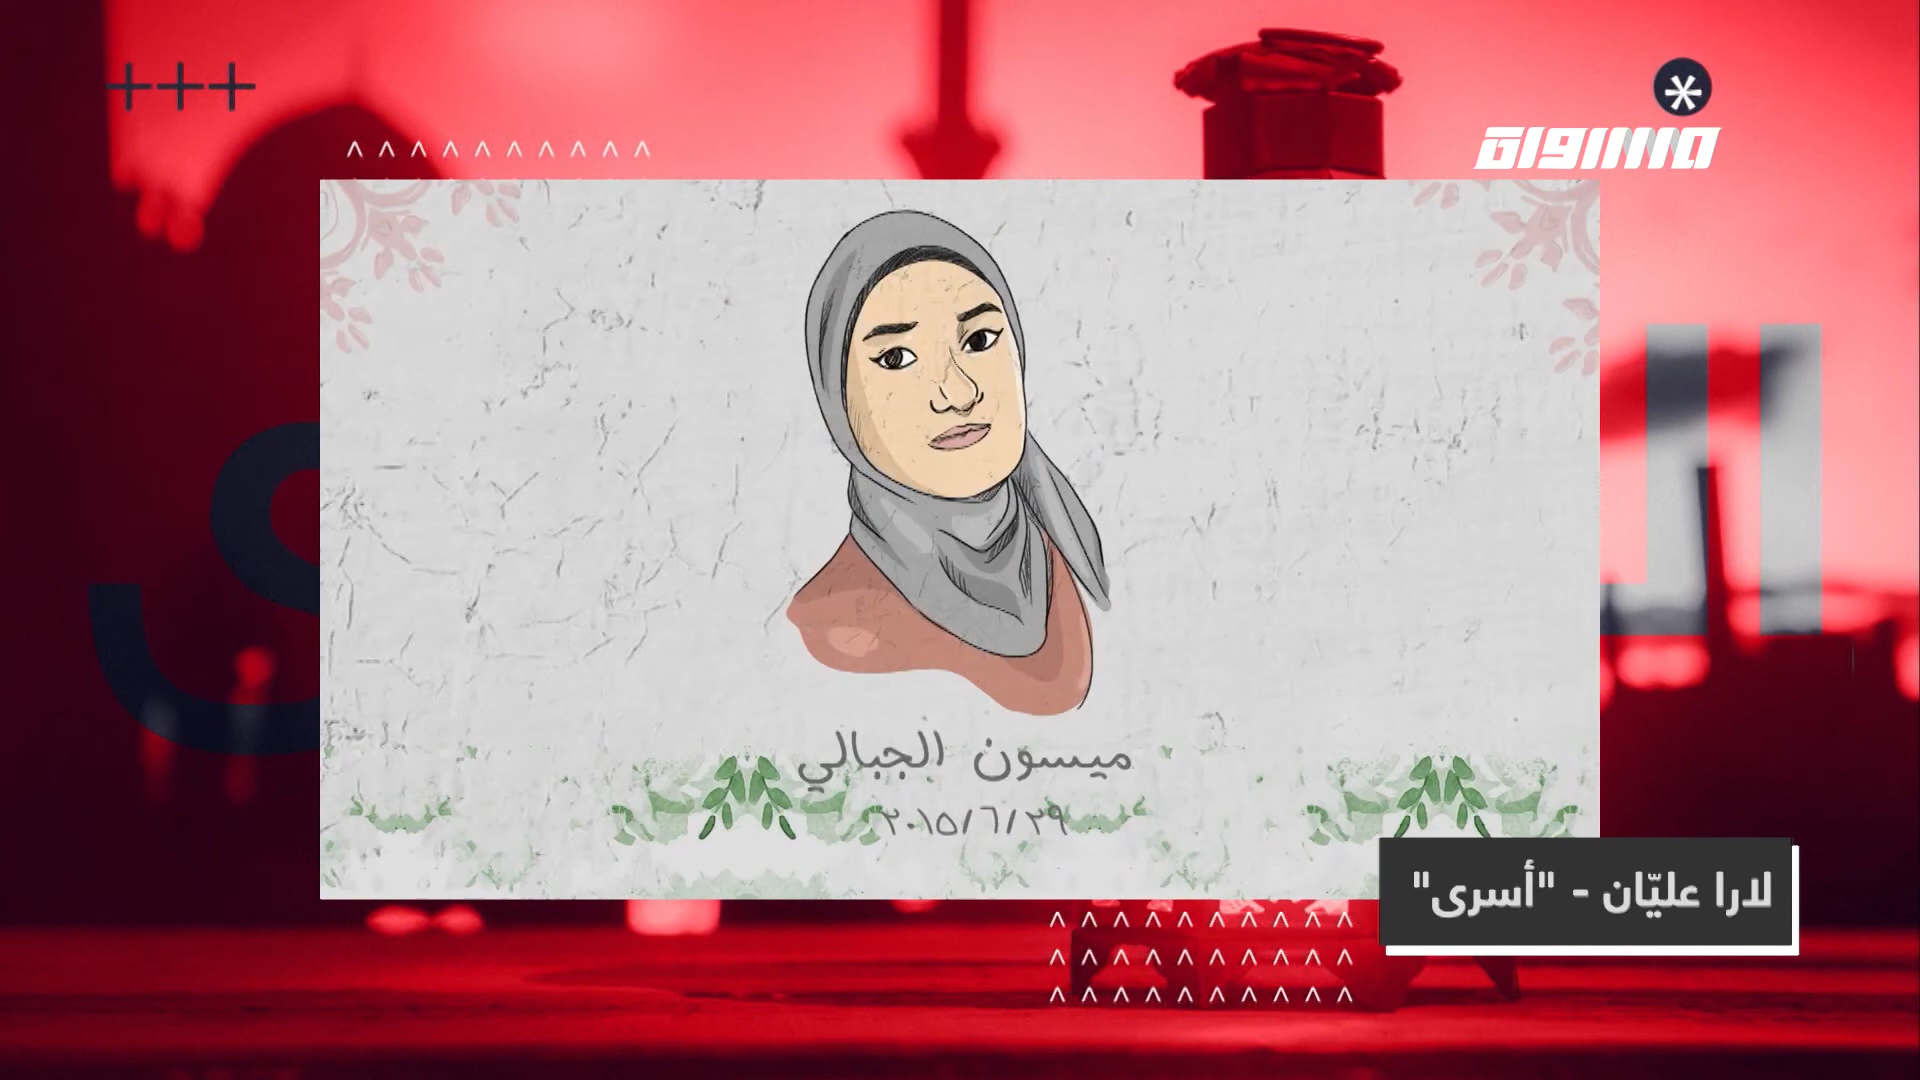 مساواة
ميسون الجبالي
٢٠١٥/٦/٢٩
لارا عليّان - "أسرى"